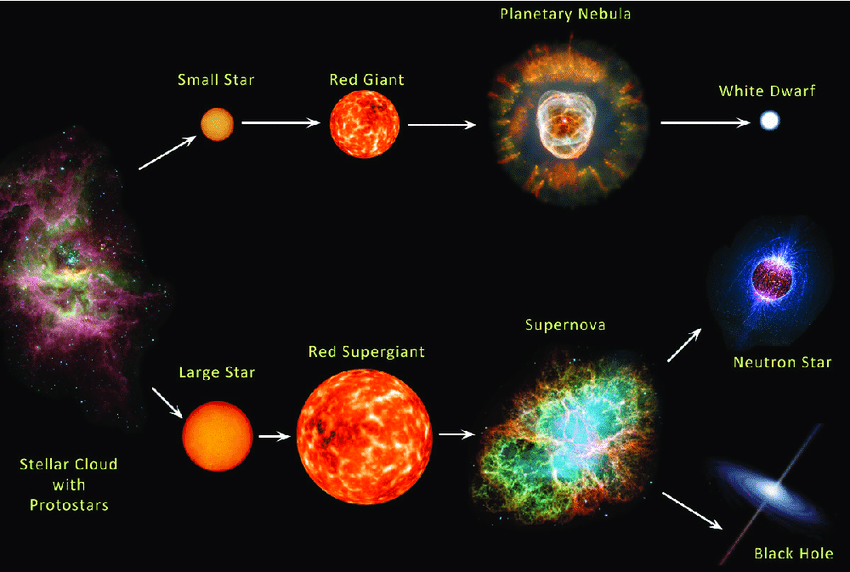 Planetary Nebula
Small Star
Red Giant
White Dwarf
Supernova
Neutron Star
Red Supergiant
Large Star
Stellar Cloud
with
Protostars
Black Hole